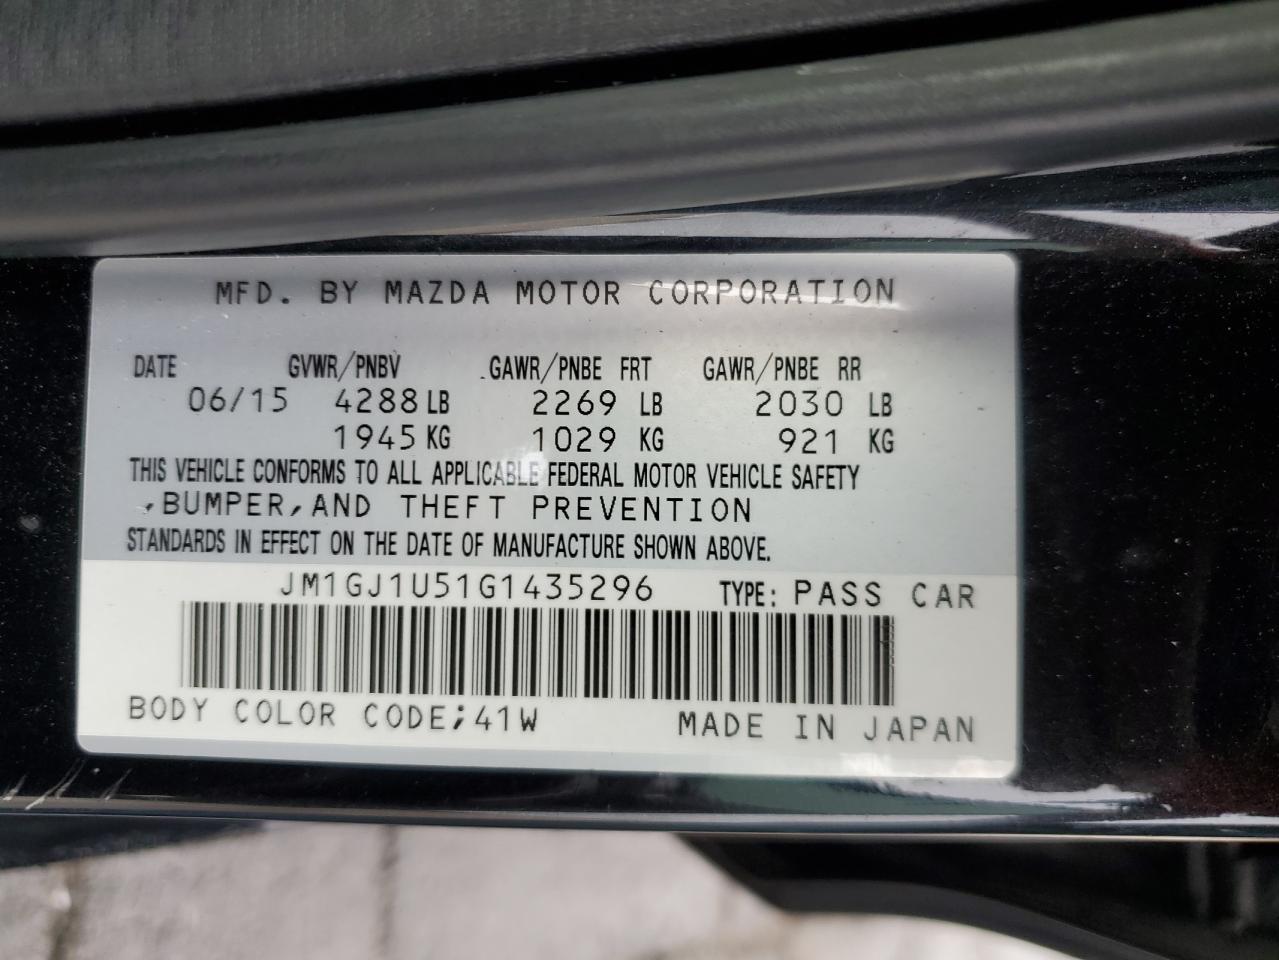 MFD. BY MAZDA MOTOR CORPORATION
DATE GVWR/PNBV GAWR/PNBE FRT GAWR/PNBE RR
06/15 4288 LB 2269 LB 2030 LB
1945 KG 1029 KG 921 KG
THIS VEHICLE CONFORMS TO ALL APPLICABLE FEDERAL MOTOR VEHICLE SAFETY
,BUMPER,AND THEFT PREVENTION
STANDARDS IN EFFECT ON THE DATE OF MANUFACTURE SHOWN ABOVE.
JM1GJ1U51G1435296 TYPE: PASS CAR
BODY COLOR CODE;41W MADE IN JAPAN